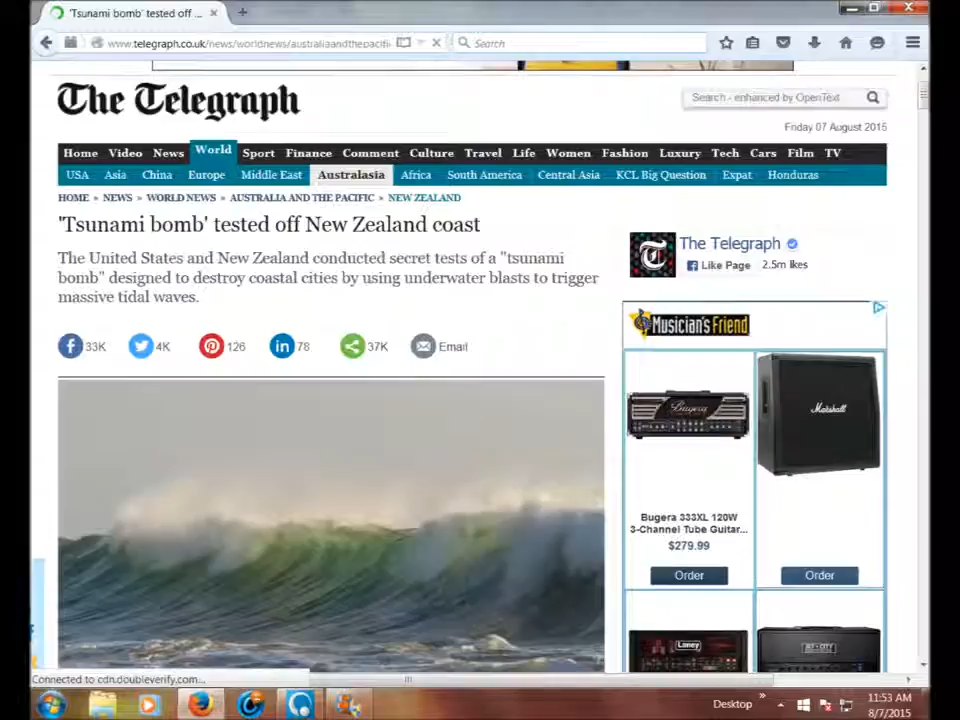 'Tsunami bomb' tested off ...
www.telegraph.co.uk/news/worldnews/australiaandthepacifi
Search
The Telegraph
Search - enhanced by OpenText
Friday 07 August 2015
Home Video News World Sport Finance Comment Culture Travel Life Women Fashion Luxury Tech Cars Film TV
USA Asia China Europe Middle East Australasia Africa South America Central Asia KCL Big Question Expat Honduras
HOME » NEWS » WORLD NEWS » AUSTRALIA AND THE PACIFIC » NEW ZEALAND
'Tsunami bomb' tested off New Zealand coast
The United States and New Zealand conducted secret tests of a "tsunami
bomb" designed to destroy coastal cities by using underwater blasts to trigger
massive tidal waves.
33K 4K 126 78 37K Email
The Telegraph
Like Page 2.5m likes
Musician's Friend
Bugera
Marshall
Bugera 333XL 120W
3-Channel Tube Guitar...
$279.99
Order Order
Laney
JET CITY
Connected to cdn.doubleverify.com...
Desktop
11:53 AM
8/7/2015